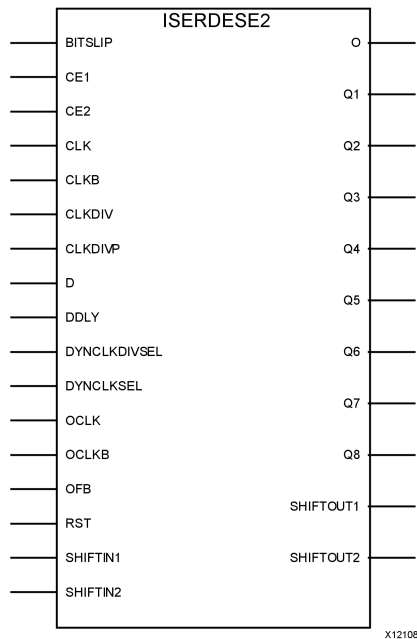 ISERDESE2
BITSLIP
CE1
CE2
CLK
CLKB
CLKDIV
CLKDIVP
D
DDLY
DYNCLKDIVSEL
DYNCLKSEL
OCLK
OCLKB
OFB
RST
SHIFTIN1
SHIFTIN2
O
Q1
Q2
Q3
Q4
Q5
Q6
Q7
Q8
SHIFTOUT1
SHIFTOUT2
X12108